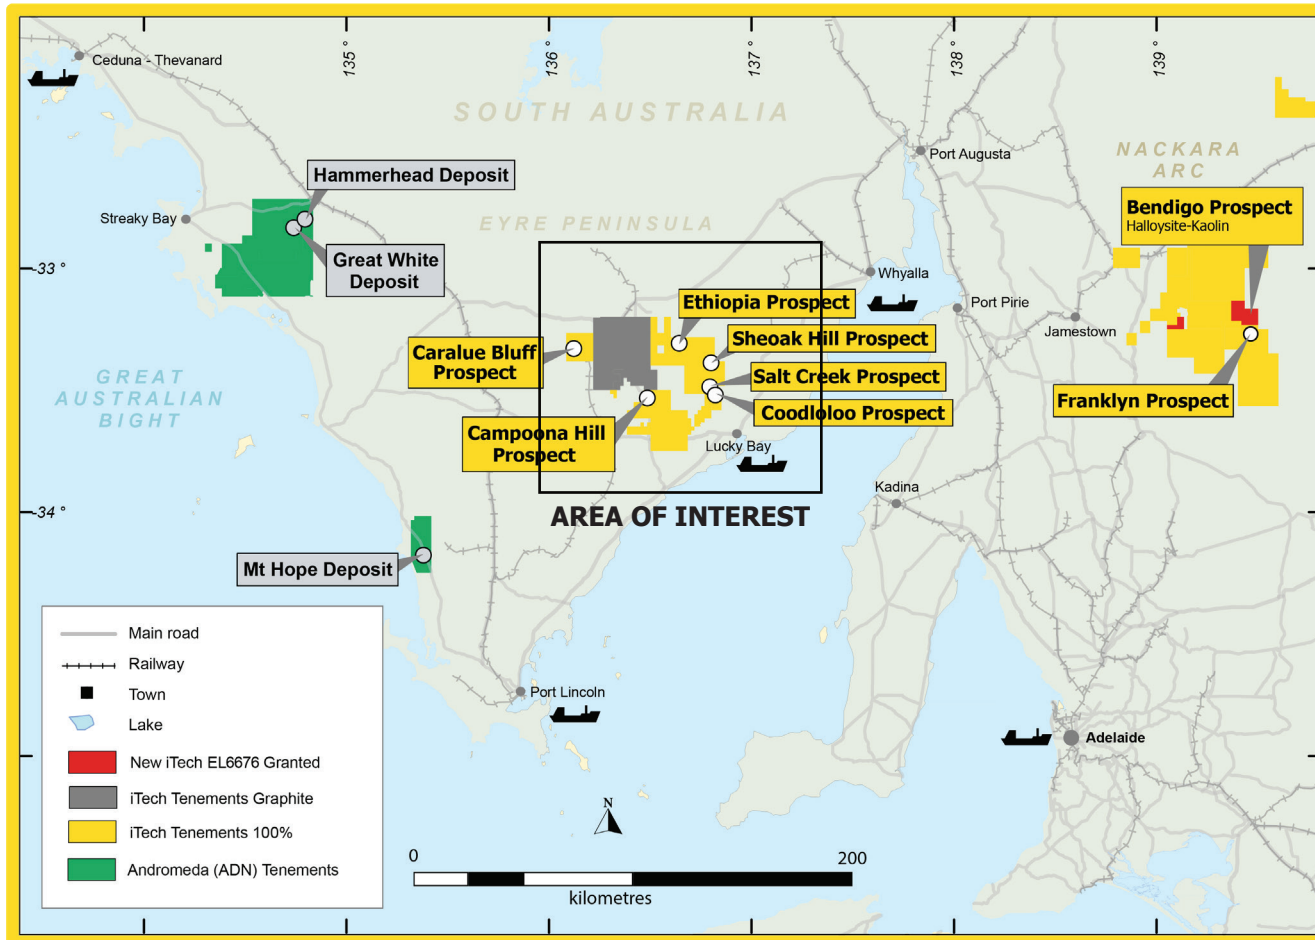 135 °
136 °
137 °
138 °
139 °
Ceduna - Thevanard
SOUTH AUSTRALIA
Port Augusta
NACKARA
ARC
Hammerhead Deposit
Streaky Bay
EYRE PENINSULA
Bendigo Prospect
Halloysite-Kaolin
Great White
Deposit
-33 °
Whyalla
Ethiopia Prospect
Port Pirie
Jamestown
Sheoak Hill Prospect
Caralue Bluff
Prospect
Salt Creek Prospect
GREAT
AUSTRALIAN
BIGHT
Franklyn Prospect
Coodloloo Prospect
Campoona Hill
Prospect
Lucky Bay
Kadina
-34 °
AREA OF INTEREST
Mt Hope Deposit
Main road
Railway
Town
Lake
New iTech EL6676 Granted
iTech Tenements Graphite
iTech Tenements 100%
Andromeda (ADN) Tenements
Port Lincoln
Adelaide
N
0
200
kilometres